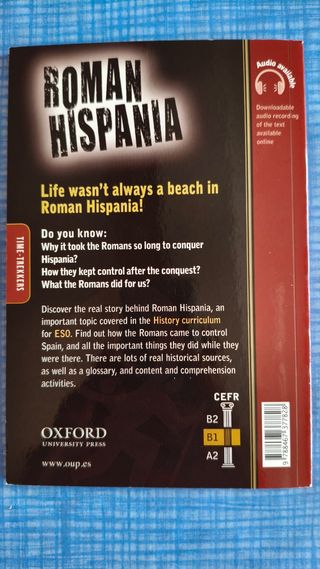 ROMAN
HISPANIA
Audio available
Downloadable
audio recording
of the text
available
online
Life wasn't always a beach in
Roman Hispania!
TIME-TREKKERS
Do you know:
Why it took the Romans so long to conquer
Hispania?
How they kept control after the conquest?
What the Romans did for us?
Discover the real story behind Roman Hispania, an
important topic covered in the History curriculum
for ESO. Find out how the Romans came to control
Spain, and all the important things they did while they
were there. There are lots of real historical sources,
as well as a glossary, and content and comprehension
activities.
CEFR
B2
B1
A2
OXFORD
UNIVERSITY PRESS
www.oup.es
9 788467 377828